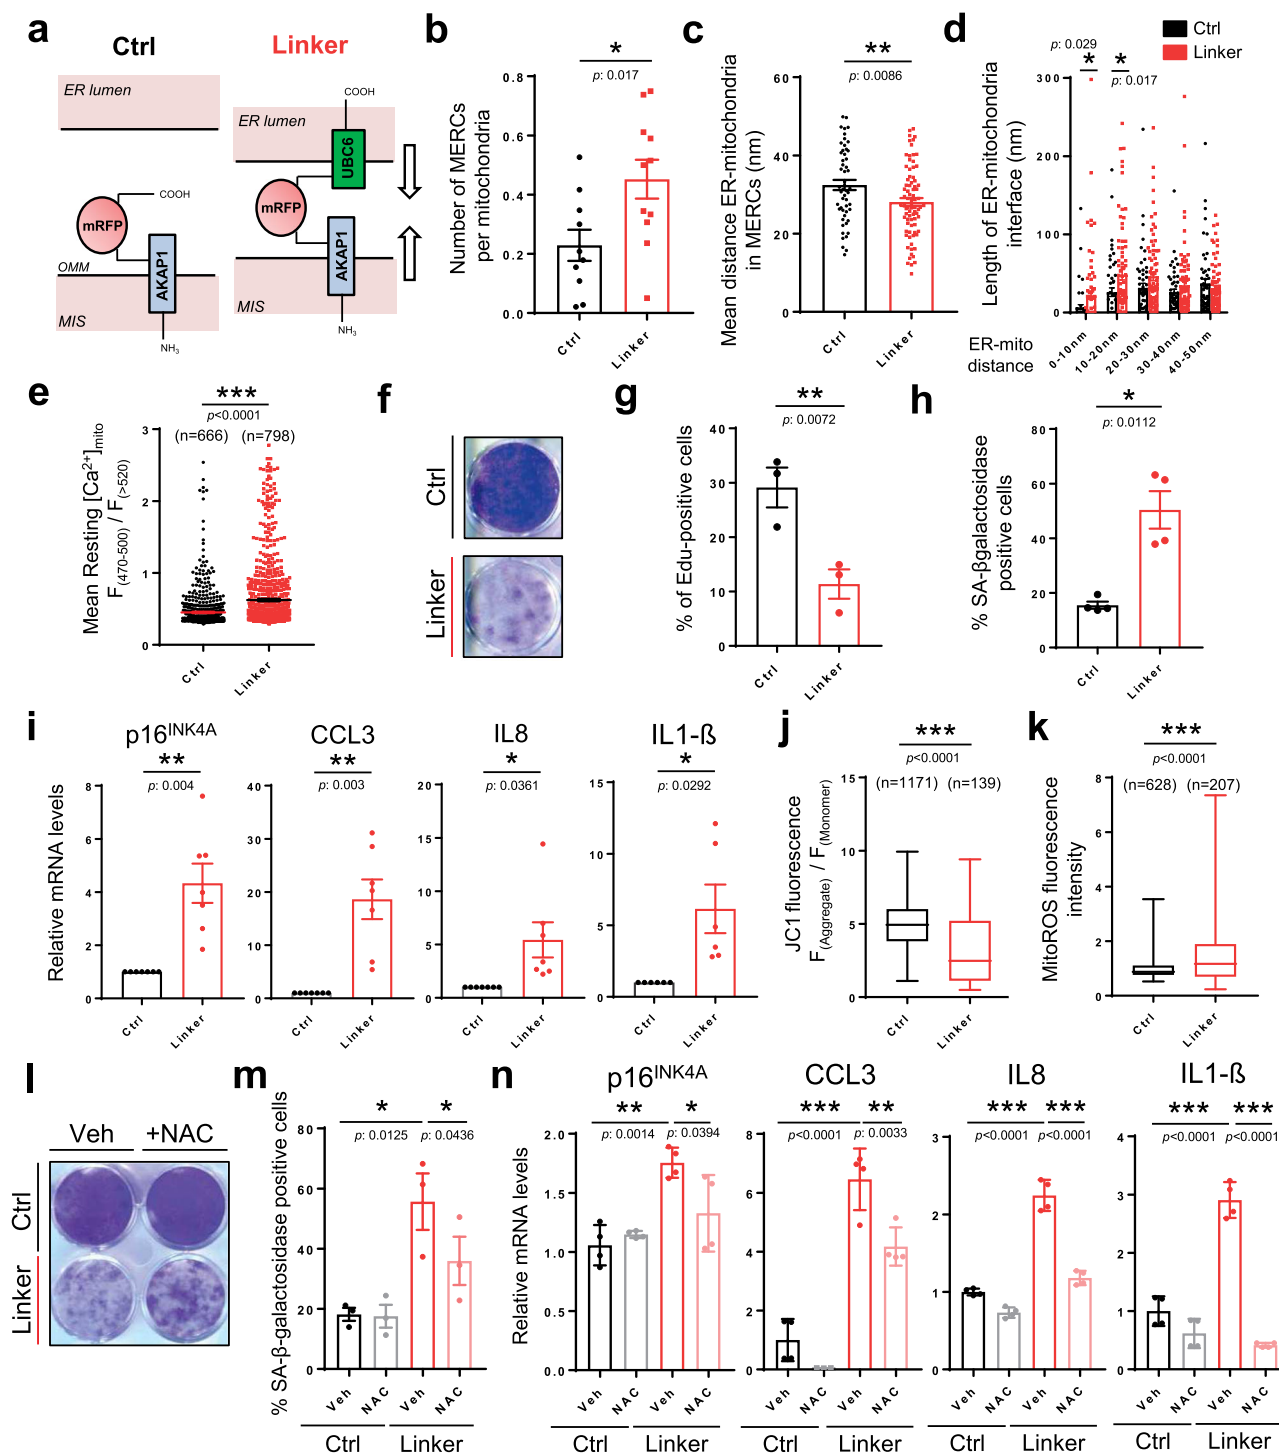 a
Ctrl
Linker
ER lumen
COOH
mRFP
OMM
AKAP1
MIS
NH3
COOH
ER lumen
UBC6
mRFP
AKAP1
MIS
NH3
b
*
p: 0.017
Number of MERCs
per mitochondria
0.8
0.6
0.4
0.2
0.0
Ctrl
Linker
c
**
p: 0.0086
Mean distance ER-mitochondria
in MERCs (nm)
60
40
20
0
Ctrl
Linker
d
Ctrl
Linker
p: 0.029
*
*
p: 0.017
Length of ER-mitochondria
interface (nm)
300
200
100
0
ER-mito
distance
0-10nm
10-20nm
20-30nm
30-40nm
40-50nm
e
***
p<0.0001
(n=666)
(n=798)
Mean Resting [Ca2+]mito
F(470-500) / F(>520)
3
2
1
0
Ctrl
Linker
f
Ctrl
Linker
g
**
p: 0.0072
% of Edu-positive cells
40
30
20
10
0
Ctrl
Linker
h
*
p: 0.0112
% SA-βgalactosidase
positive cells
80
60
40
20
0
Ctrl
Linker
i
Relative mRNA levels
p16INK4A
**
p: 0.004
8
6
4
2
0
Ctrl
Linker
CCL3
**
p: 0.003
40
30
20
10
0
Ctrl
Linker
IL8
*
p: 0.0361
20
15
10
5
0
Ctrl
Linker
IL1-ß
*
p: 0.0292
15
10
5
0
Ctrl
Linker
j
***
p<0.0001
(n=1171)
(n=139)
JC1 fluorescence
F(Aggregate) / F(Monomer)
15
10
5
0
Ctrl
Linker
k
***
p<0.0001
(n=628)
(n=207)
MitoROS fluorescence
intensity
8
6
4
2
0
Ctrl
Linker
l
Veh
+NAC
Ctrl
Linker
m
*
*
p: 0.0125
p: 0.0436
% SA-β-galactosidase positive cells
80
60
40
20
0
Veh
NAC
Veh
NAC
Ctrl
Linker
n
Relative mRNA levels
p16INK4A
**
*
p: 0.0014
p: 0.0394
2.0
1.5
1.0
0.5
0.0
Veh
NAC
Veh
NAC
Ctrl
Linker
CCL3
***
**
p<0.0001
p: 0.0033
8
6
4
2
0
Veh
NAC
Veh
NAC
Ctrl
Linker
IL8
***
***
p<0.0001
p<0.0001
3
2
1
0
Veh
NAC
Veh
NAC
Ctrl
Linker
IL1-ß
***
***
p<0.0001
p<0.0001
4
3
2
1
0
Veh
NAC
Veh
NAC
Ctrl
Linker